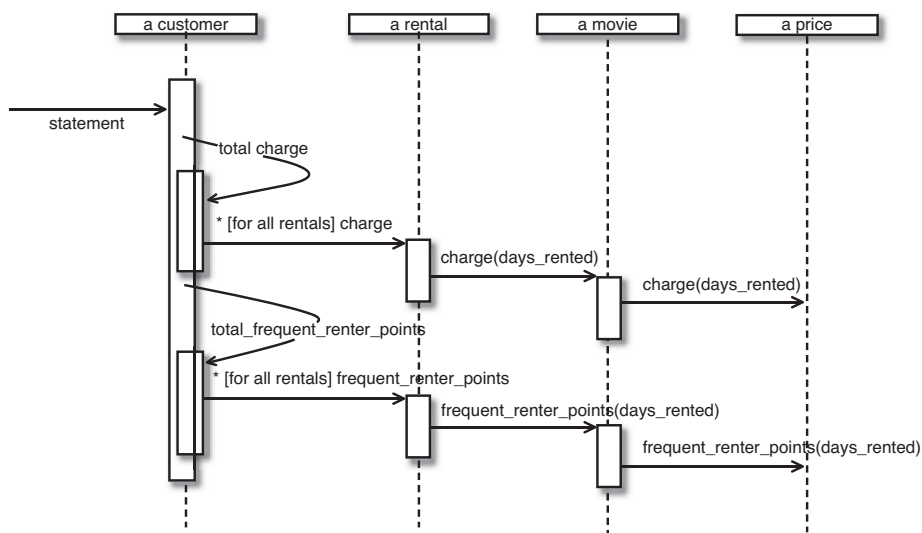 a customer
a rental
a movie
a price
statement
total charge
* [for all rentals] charge
charge(days_rented)
charge(days_rented)
total_frequent_renter_points
* [for all rentals] frequent_renter_points
frequent_renter_points(days_rented)
frequent_renter_points(days_rented)